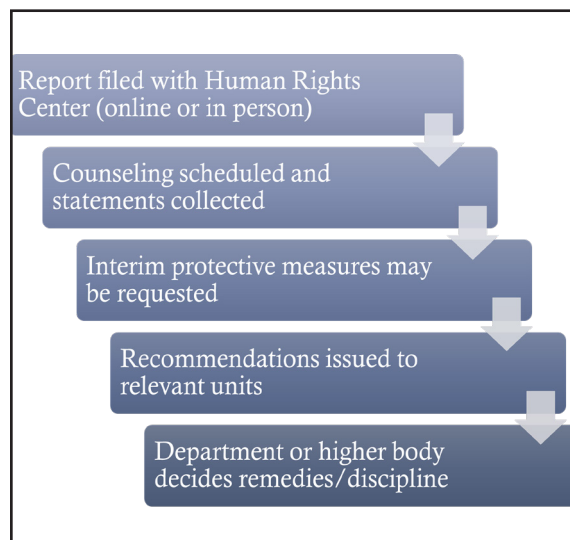 Report filed with Human Rights
Center (online or in person)
Counseling scheduled and
statements collected
Interim protective measures may
be requested
Recommendations issued to
relevant units
Department or higher body
decides remedies/discipline